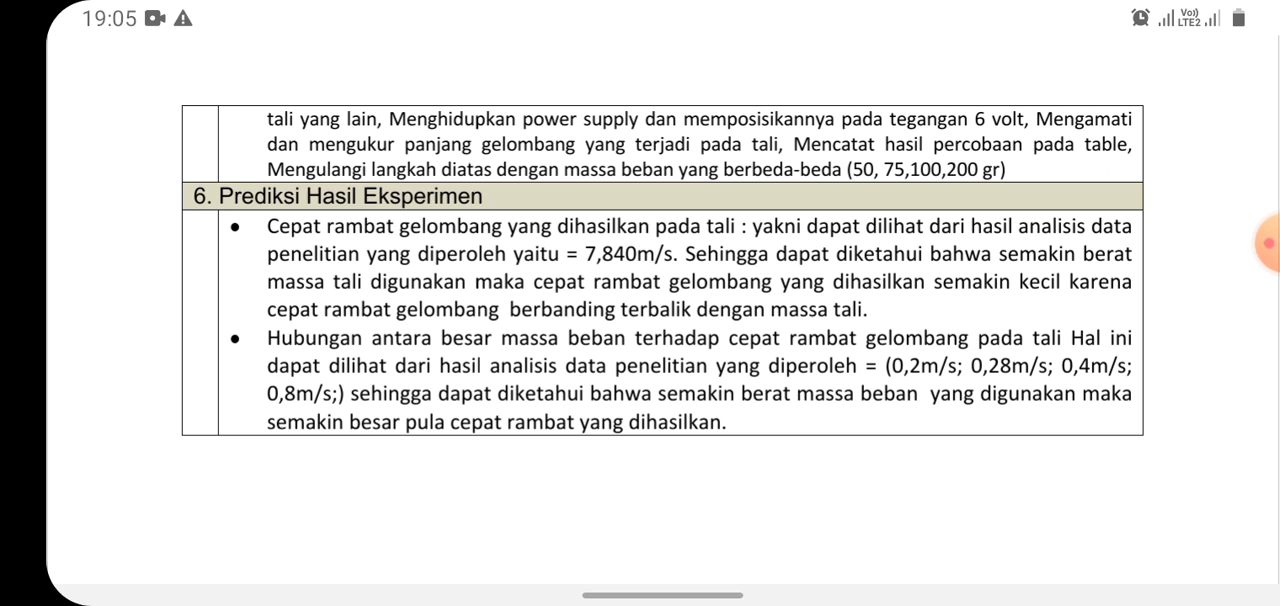 19:05
Vo))
LTE2
tali yang lain, Menghidupkan power supply dan memposisikannya pada tegangan 6 volt, Mengamati
dan mengukur panjang gelombang yang terjadi pada tali, Mencatat hasil percobaan pada table,
Mengulangi langkah diatas dengan massa beban yang berbeda-beda (50, 75,100,200 gr)
6. Prediksi Hasil Eksperimen
• Cepat rambat gelombang yang dihasilkan pada tali : yakni dapat dilihat dari hasil analisis data
penelitian yang diperoleh yaitu = 7,840m/s. Sehingga dapat diketahui bahwa semakin berat
massa tali digunakan maka cepat rambat gelombang yang dihasilkan semakin kecil karena
cepat rambat gelombang  berbanding terbalik dengan massa tali.
• Hubungan antara besar massa beban terhadap cepat rambat gelombang pada tali Hal ini
dapat dilihat dari hasil analisis data penelitian yang diperoleh = (0,2m/s; 0,28m/s; 0,4m/s;
0,8m/s;) sehingga dapat diketahui bahwa semakin berat massa beban  yang digunakan maka
semakin besar pula cepat rambat yang dihasilkan.